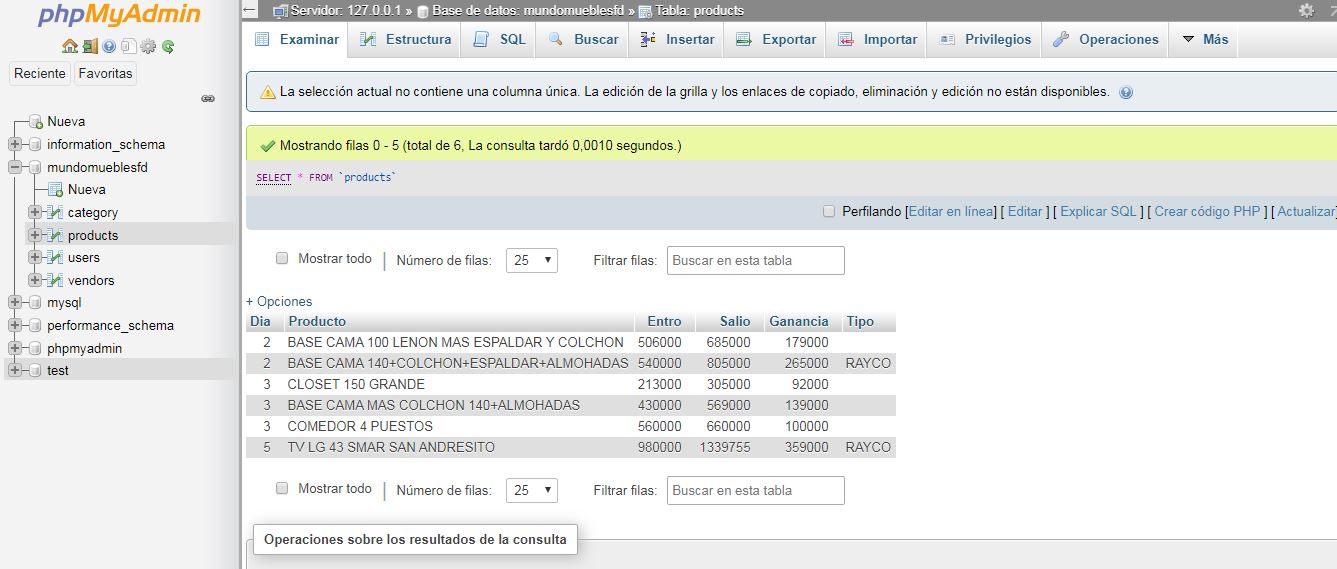 phpMyAdmin
Reciente Favoritas
Nueva
information_schema
mundomueblesfd
Nueva
category
products
users
vendors
mysql
performance_schema
phpmyadmin
test
Servidor: 127.0.0.1 » Base de datos: mundomueblesfd » Tabla: products
Examinar Estructura SQL Buscar Insertar Exportar Importar Privilegios Operaciones Más
La selección actual no contiene una columna única. La edición de la grilla y los enlaces de copiado, eliminación y edición no están disponibles.
Mostrando filas 0 - 5 (total de 6, La consulta tardó 0,0010 segundos.)
SELECT * FROM `products`
Perfilando [Editar en línea] [ Editar ] [ Explicar SQL ] [ Crear código PHP ] [ Actualizar]
Mostrar todo | Número de filas: 25 Filtrar filas: Buscar en esta tabla
+ Opciones
Dia Producto Entro Salio Ganancia Tipo
2 BASE CAMA 100 LENON MAS ESPALDAR Y COLCHON 506000 685000 179000
2 BASE CAMA 140+COLCHON+ESPALDAR+ALMOHADAS 540000 805000 265000 RAYCO
3 CLOSET 150 GRANDE 213000 305000 92000
3 BASE CAMA MAS COLCHON 140+ALMOHADAS 430000 569000 139000
3 COMEDOR 4 PUESTOS 560000 660000 100000
5 TV LG 43 SMAR SAN ANDRESITO 980000 1339755 359000 RAYCO
Mostrar todo | Número de filas: 25 Filtrar filas: Buscar en esta tabla
Operaciones sobre los resultados de la consulta